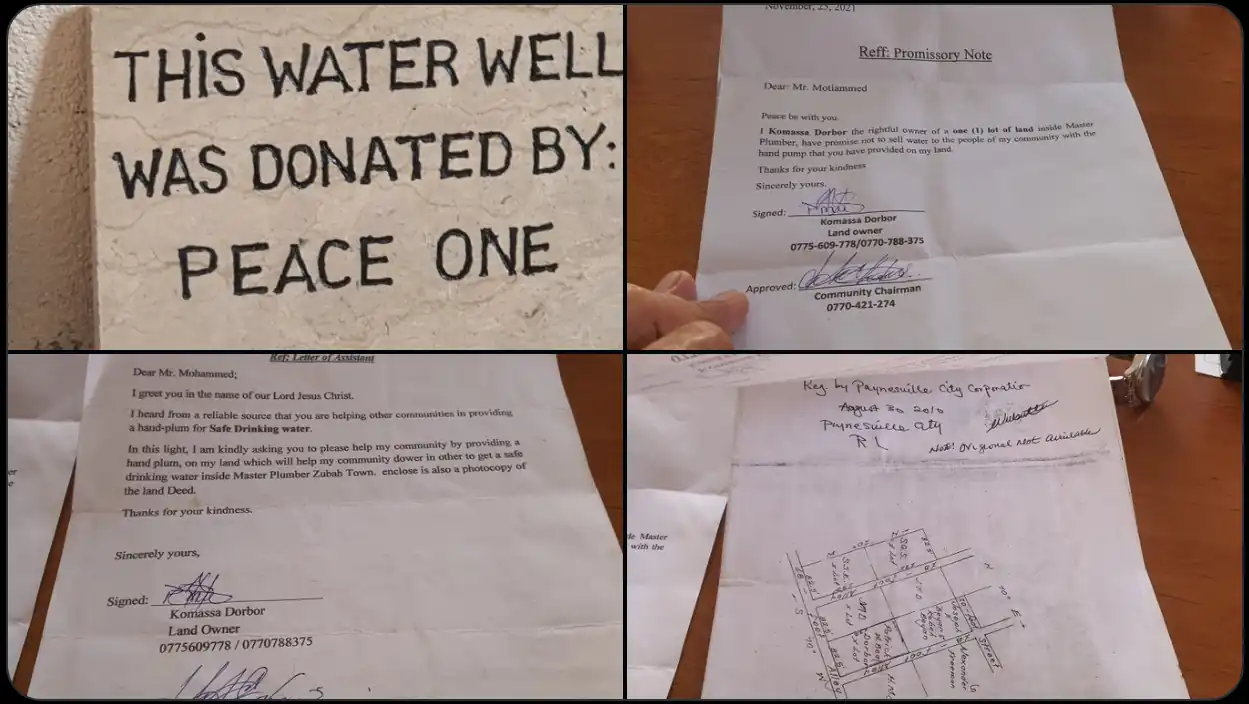 THIS WATER WELL
WAS DONATED BY:
PEACE ONE
November, 25, 2021
Reff: Promissory Note
Dear: Mr. Mohammed
Peace be with you.
I Komassa Dorbor the rightful owner of a one (1) lot of land inside Master
Plumber, have promise not to sell water to the people of my community with the
hand pump that you have provided on my land.
Thanks for your kindness
Sincerely yours,
Signed:
Komassa Dorbor
Land owner
0775-609-778/0770-788-375
Approved:
Community Chairman
0770-421-274
Ref: Letter of Assistant
Dear Mr. Mohammed;
I greet you in the name of our Lord Jesus Christ.
I heard from a reliable source that you are helping other communities in providing
a hand-plum for Safe Drinking water.
In this light, I am kindly asking you to please help my community by providing a
hand plum, on my land which will help my community dower in other to get a safe
drinking water inside Master Plumber Zubah Town. enclose is also a photocopy of
the land Deed.
Thanks for your kindness.
Sincerely yours,
Signed:
Komassa Dorbor
Land Owner
0775609778 / 0770788375
de Master
with the
Key by Paynesville City Corporation
August 30 2010
Paynesville City
R L
Note! Original Not Available
Street
Alley